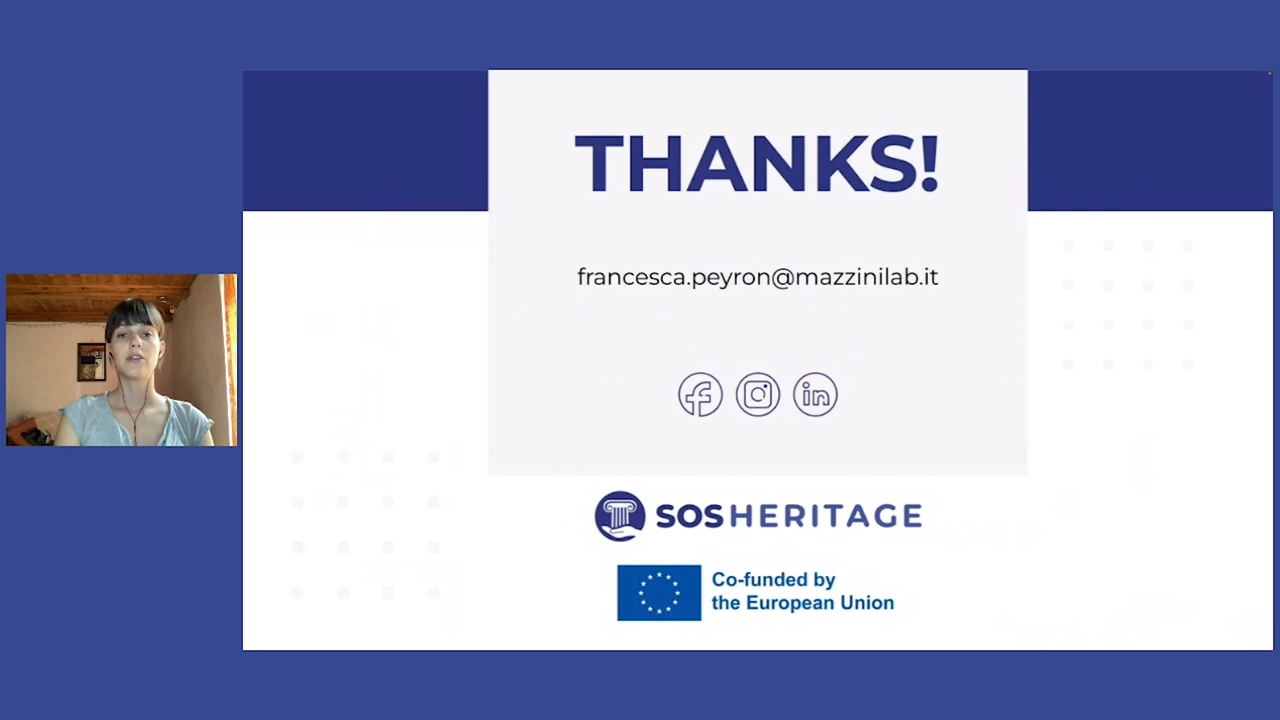 THANKS!
francesca.peyron@mazzinilab.it
SOSHERITAGE
Co-funded by
the European Union